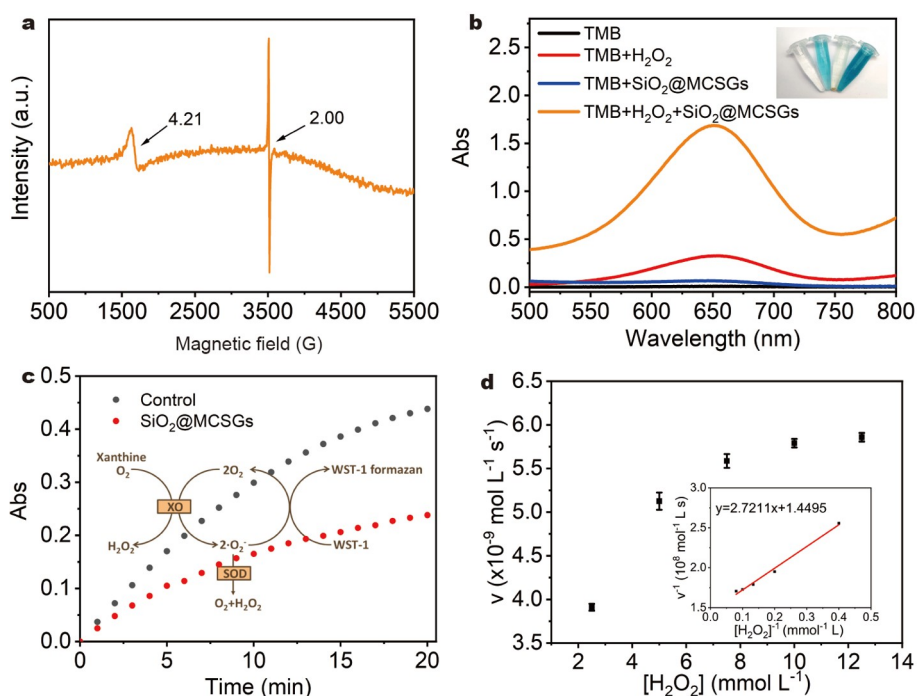 a
Intensity (a.u.)
4.21
2.00
500 1500 2500 3500 4500 5500
Magnetic field (G)
b
Abs
2.5
2.0
1.5
1.0
0.5
0.0
TMB
TMB+H₂O₂
TMB+SiO₂@MCSGs
TMB+H₂O₂+SiO₂@MCSGs
500 550 600 650 700 750 800
Wavelength (nm)
c
Abs
0.5
0.4
0.3
0.2
0.1
0.0
Control
SiO₂@MCSGs
Xanthine
O₂
2O₂
WST-1 formazan
XO
H₂O₂
2·O₂⁻
WST-1
SOD
O₂+H₂O₂
0 5 10 15 20
Time (min)
d
v (x10⁻⁹ mol L⁻¹ s⁻¹)
6.5
6.0
5.5
5.0
4.5
4.0
3.5
y=2.7211x+1.4495
v⁻¹ (10⁸ mol⁻¹ L s)
3.5
2.5
1.5
0.0 0.1 0.2 0.3 0.4 0.5
[H₂O₂]⁻¹ (mmol⁻¹ L)
2 4 6 8 10 12 14
[H₂O₂] (mmol L⁻¹)